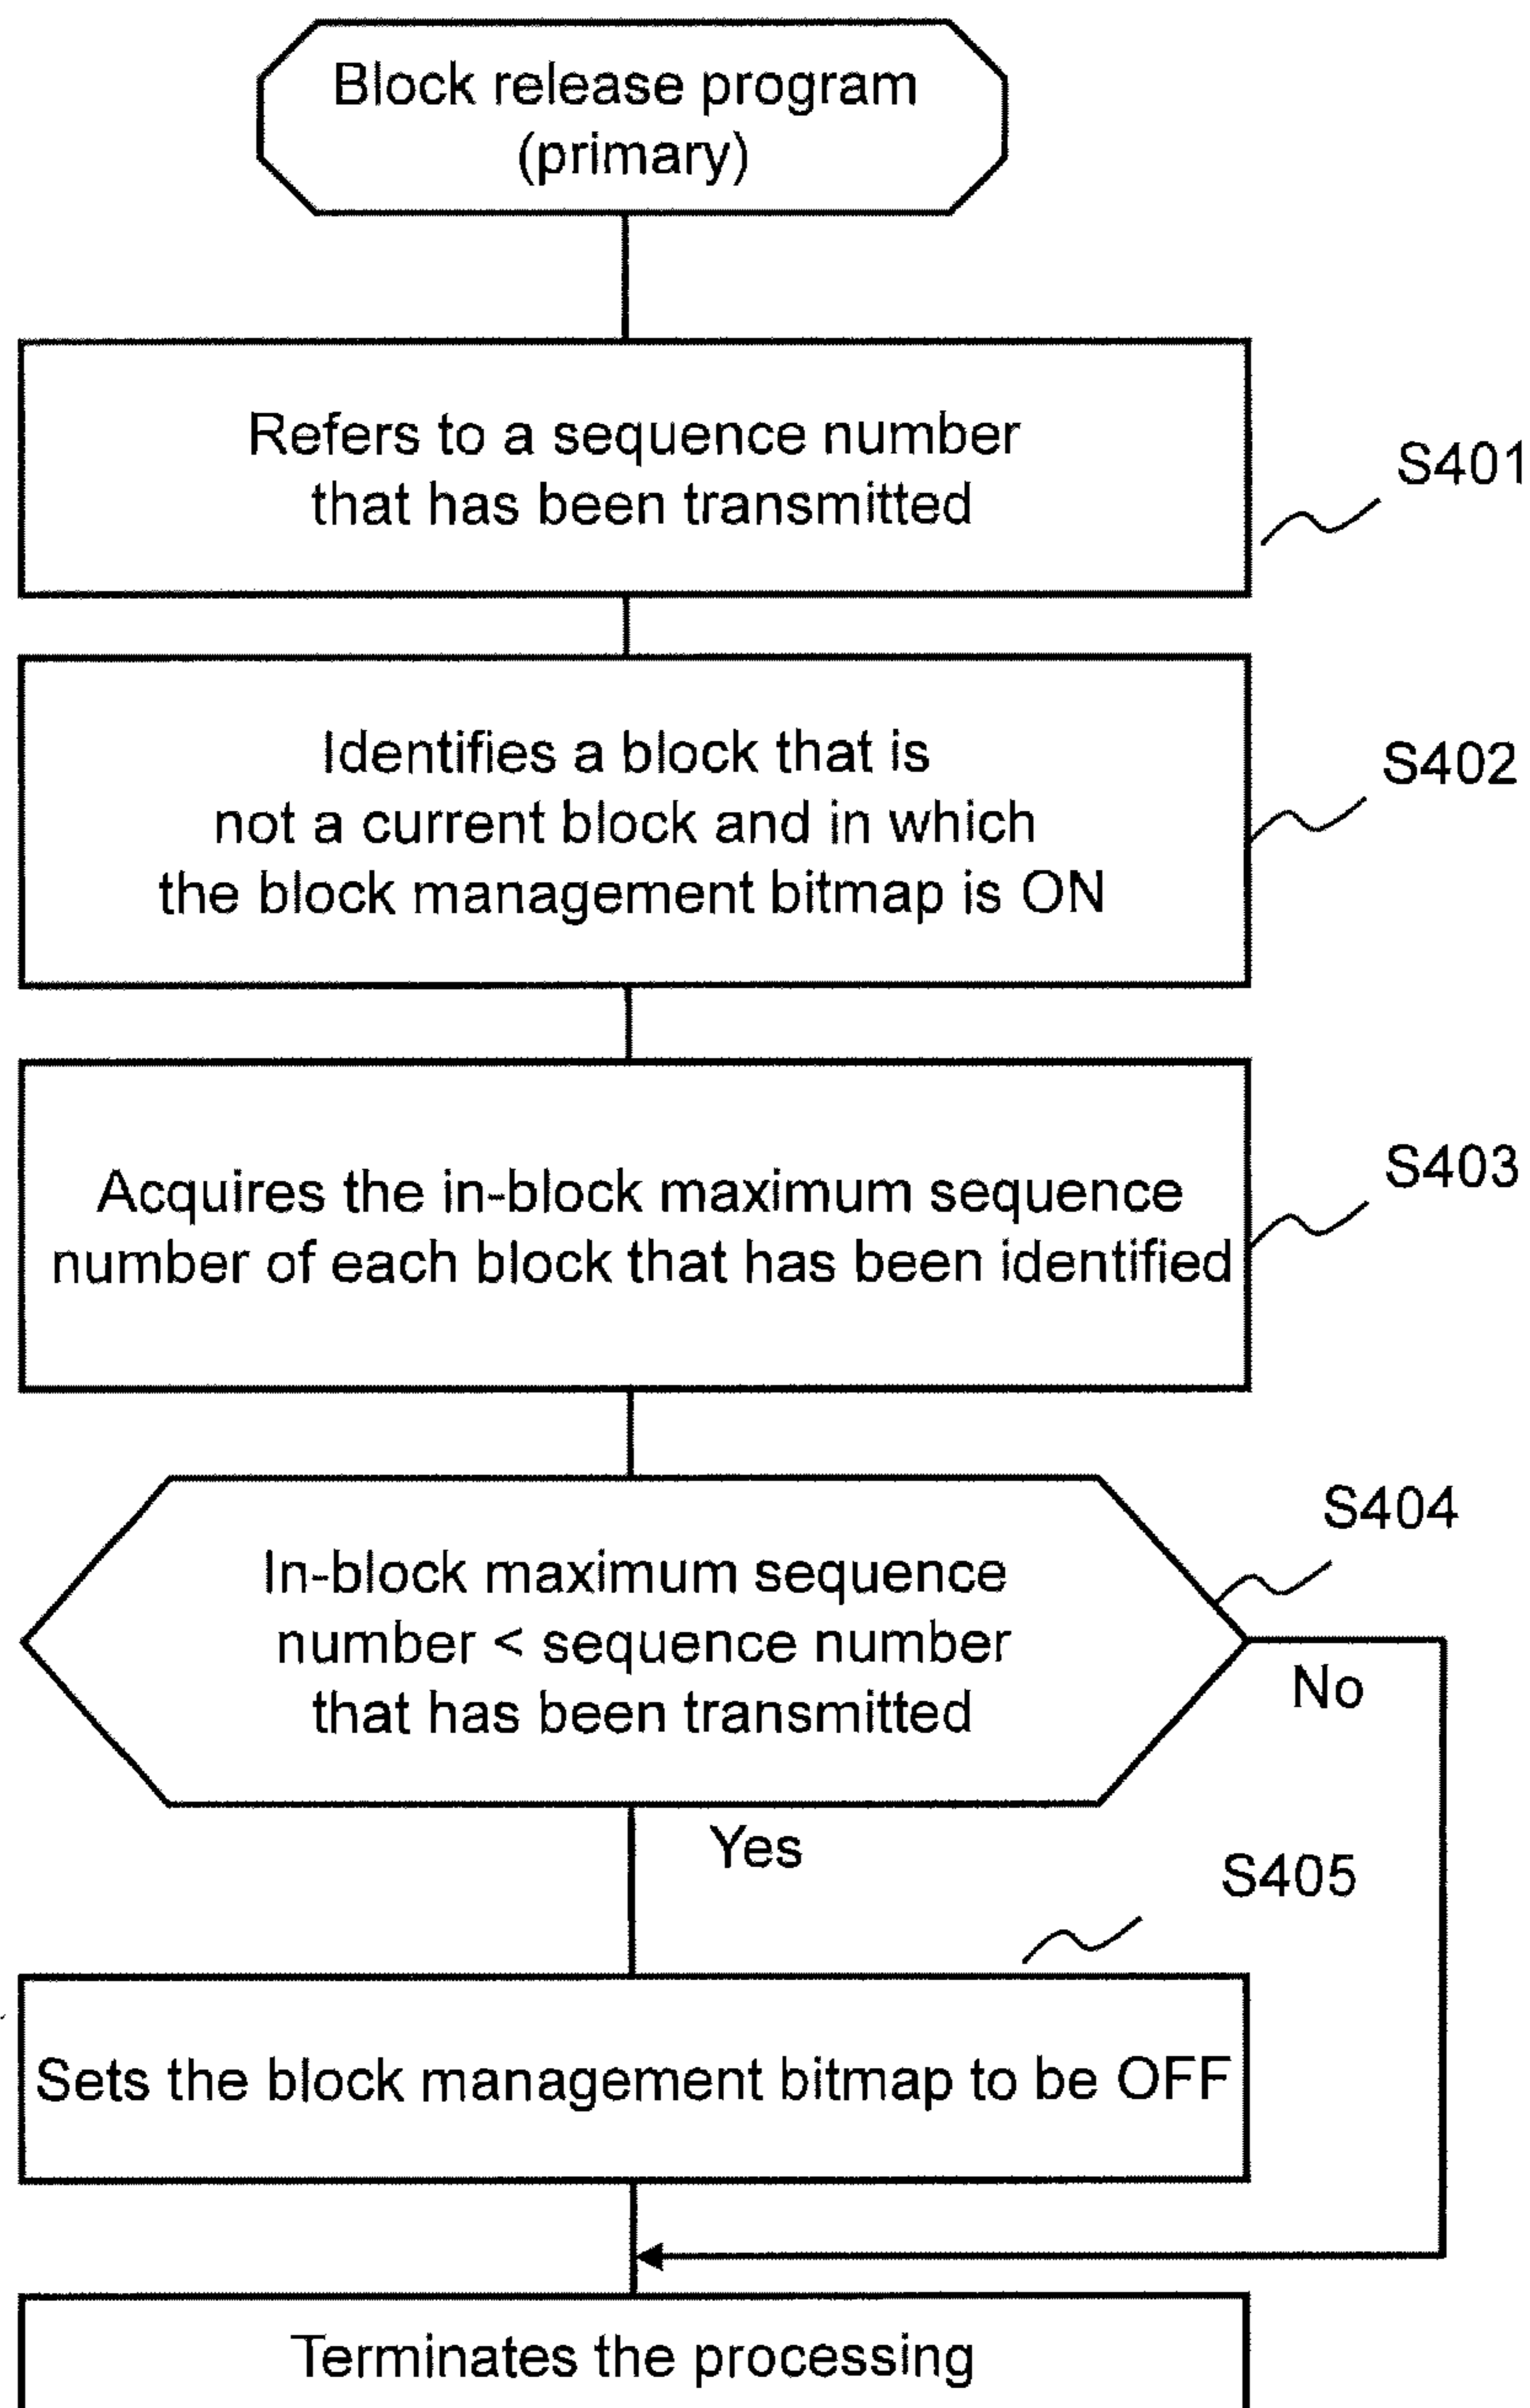 Block release program
(primary)
Refers to a sequence number
that has been transmitted
S401
Identifies a block that is
not a current block and in which
the block management bitmap is ON
S402
Acquires the in-block maximum sequence
number of each block that has been identified
S403
In-block maximum sequence
number < sequence number
that has been transmitted
S404
No
Yes
S405
Sets the block management bitmap to be OFF
Terminates the processing